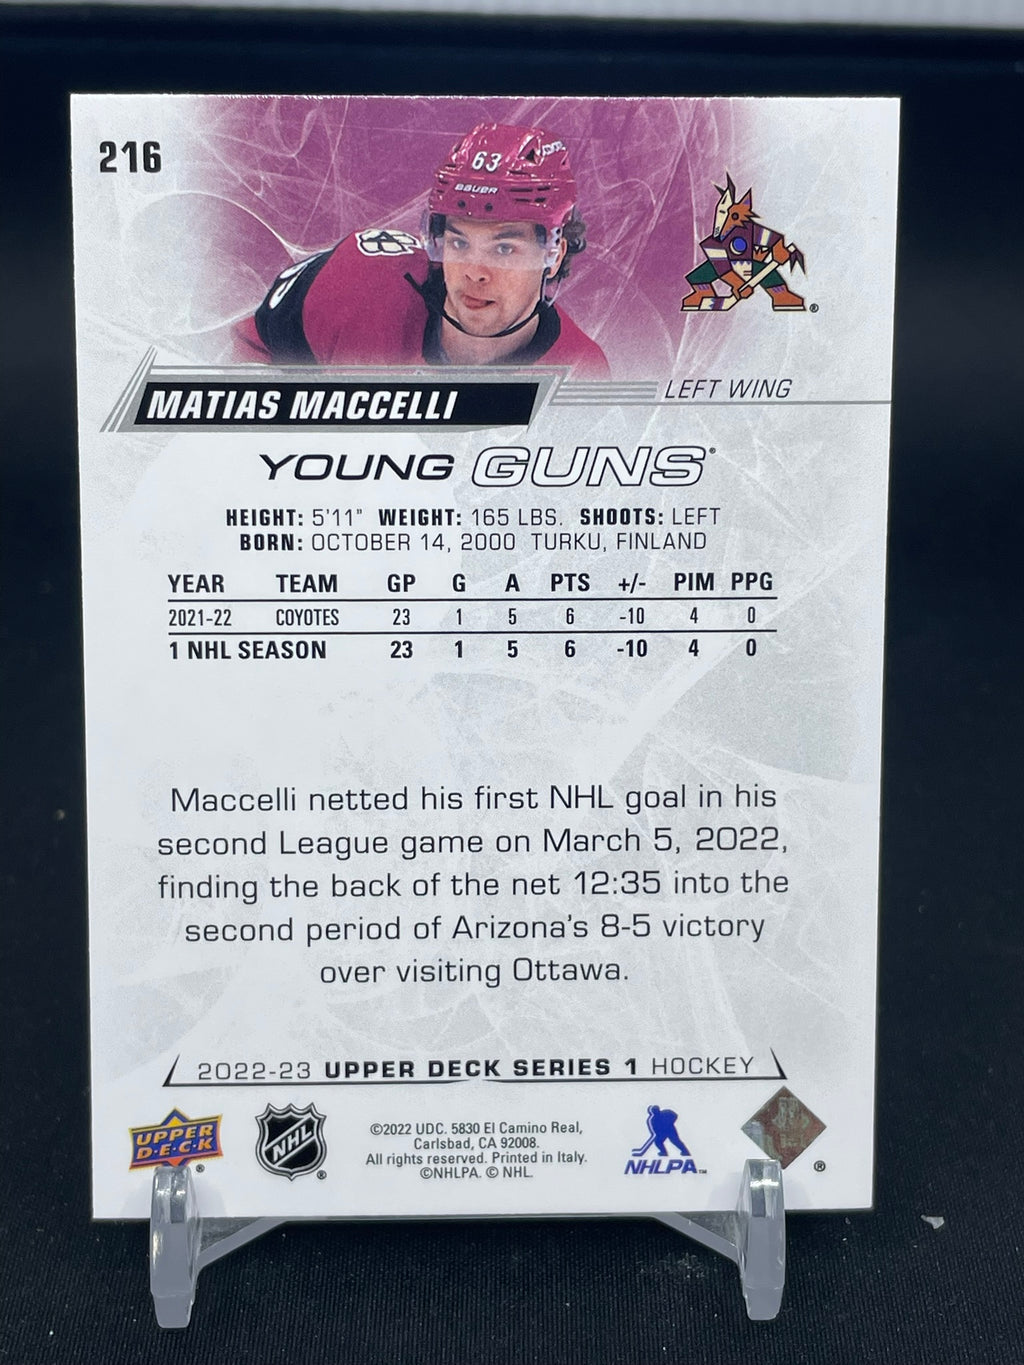 216
63
BAUER
MATIAS MACCELLI
LEFT WING
YOUNG GUNS®
HEIGHT: 5'11" WEIGHT: 165 LBS. SHOOTS: LEFT
BORN: OCTOBER 14, 2000 TURKU, FINLAND
YEAR TEAM GP G A PTS +/- PIM PPG
2021-22 COYOTES 23 1 5 6 -10 4 0
1 NHL SEASON 23 1 5 6 -10 4 0
Maccelli netted his first NHL goal in his
second League game on March 5, 2022,
finding the back of the net 12:35 into the
second period of Arizona's 8-5 victory
over visiting Ottawa.
2022-23 UPPER DECK SERIES 1 HOCKEY
UPPER
D•E•C•K
®
NHL
®
©2022 UDC. 5830 El Camino Real,
Carlsbad, CA 92008.
All rights reserved. Printed in Italy.
©NHLPA. © NHL.
NHLPA™
®